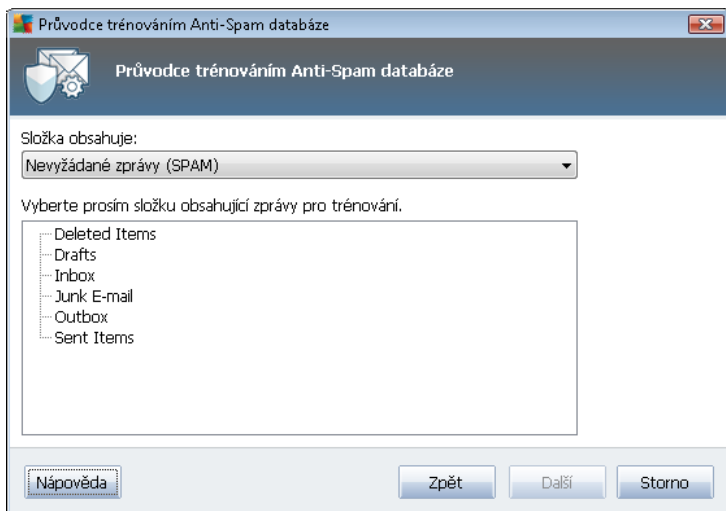 Průvodce trénováním Anti-Spam databáze
Průvodce trénováním Anti-Spam databáze
Složka obsahuje:
Nevyžádané zprávy (SPAM)
Vyberte prosím složku obsahující zprávy pro trénování.
Deleted Items
Drafts
Inbox
Junk E-mail
Outbox
Sent Items
Nápověda Zpět Další Storno